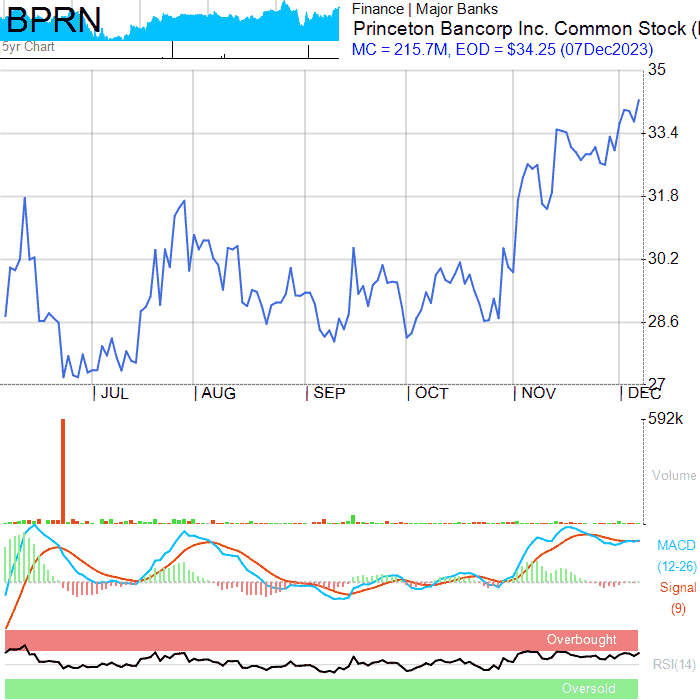 BPRN
5yr Chart
Finance | Major Banks
Princeton Bancorp Inc. Common Stock (
MC = 215.7M, EOD = $34.25 (07Dec2023)
35
33.4
31.8
30.2
28.6
27
JUL AUG SEP OCT NOV DEC
592k
Volume
MACD
(12-26)
Signal
(9)
Overbought
RSI(14)
Oversold